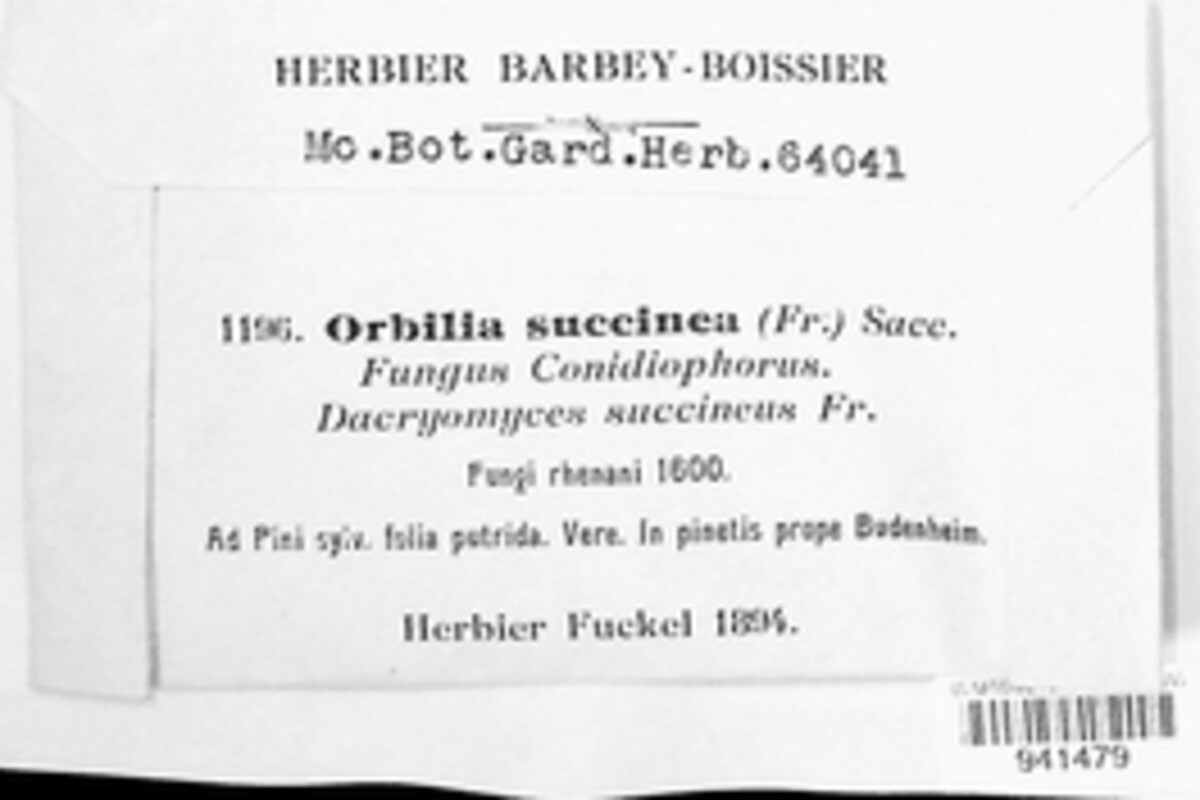 HERBIER BARBEY-BOISSIER
Mo.Bot.Gard.Herb.64041
1196. Orbilia succinea (Fr.) Sacc.
Fungus Conidiophorus.
Dacryomyces succineus Fr.
Fungi rhenani 1600.
Ad Pini sylv. folia putrida. Vere. In pinetis prope Budenheim.
Herbier Fuckel 1894.
941479